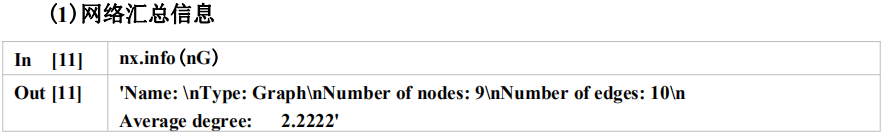 (1)网络汇总信息
In [11] nx.info(nG)
Out [11] 'Name: \nType: Graph\nNumber of nodes: 9\nNumber of edges: 10\n
Average degree: 2.2222'